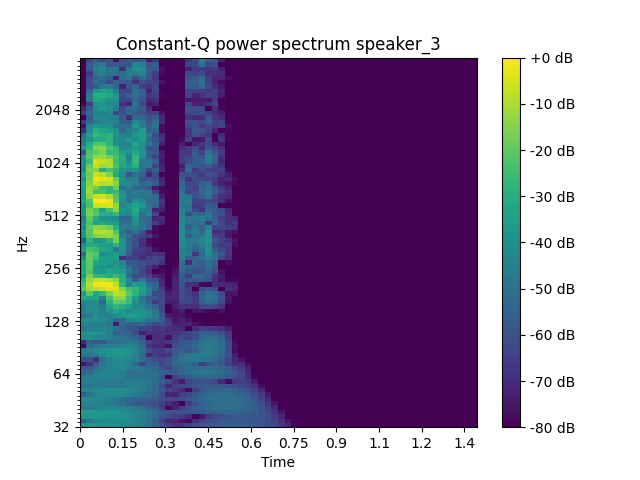 Constant-Q power spectrum speaker_3
Hz
2048
1024
512
256
128
64
32
0 0.15 0.3 0.45 0.6 0.75 0.9 1.1 1.2 1.4
Time
+0 dB
-10 dB
-20 dB
-30 dB
-40 dB
-50 dB
-60 dB
-70 dB
-80 dB